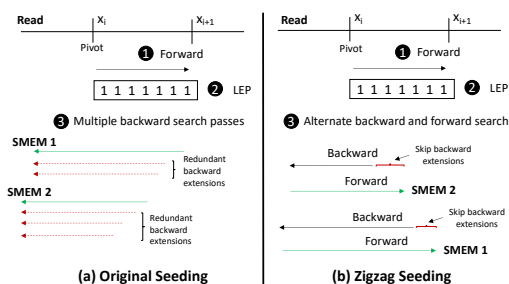 Read
Xi
Xi+1
Pivot
1 Forward
1 1 1 1 1 1 1
2 LEP
3 Multiple backward search passes
SMEM 1
Redundant
backward
extensions
SMEM 2
Redundant
backward
extensions
(a) Original Seeding
Read
Xi
Xi+1
Pivot
1 Forward
1 1 1 1 1 1 1
2 LEP
3 Alternate backward and forward search
Backward
Skip backward
extensions
Forward
SMEM 2
Backward
Skip backward
extensions
Forward
SMEM 1
(b) Zigzag Seeding